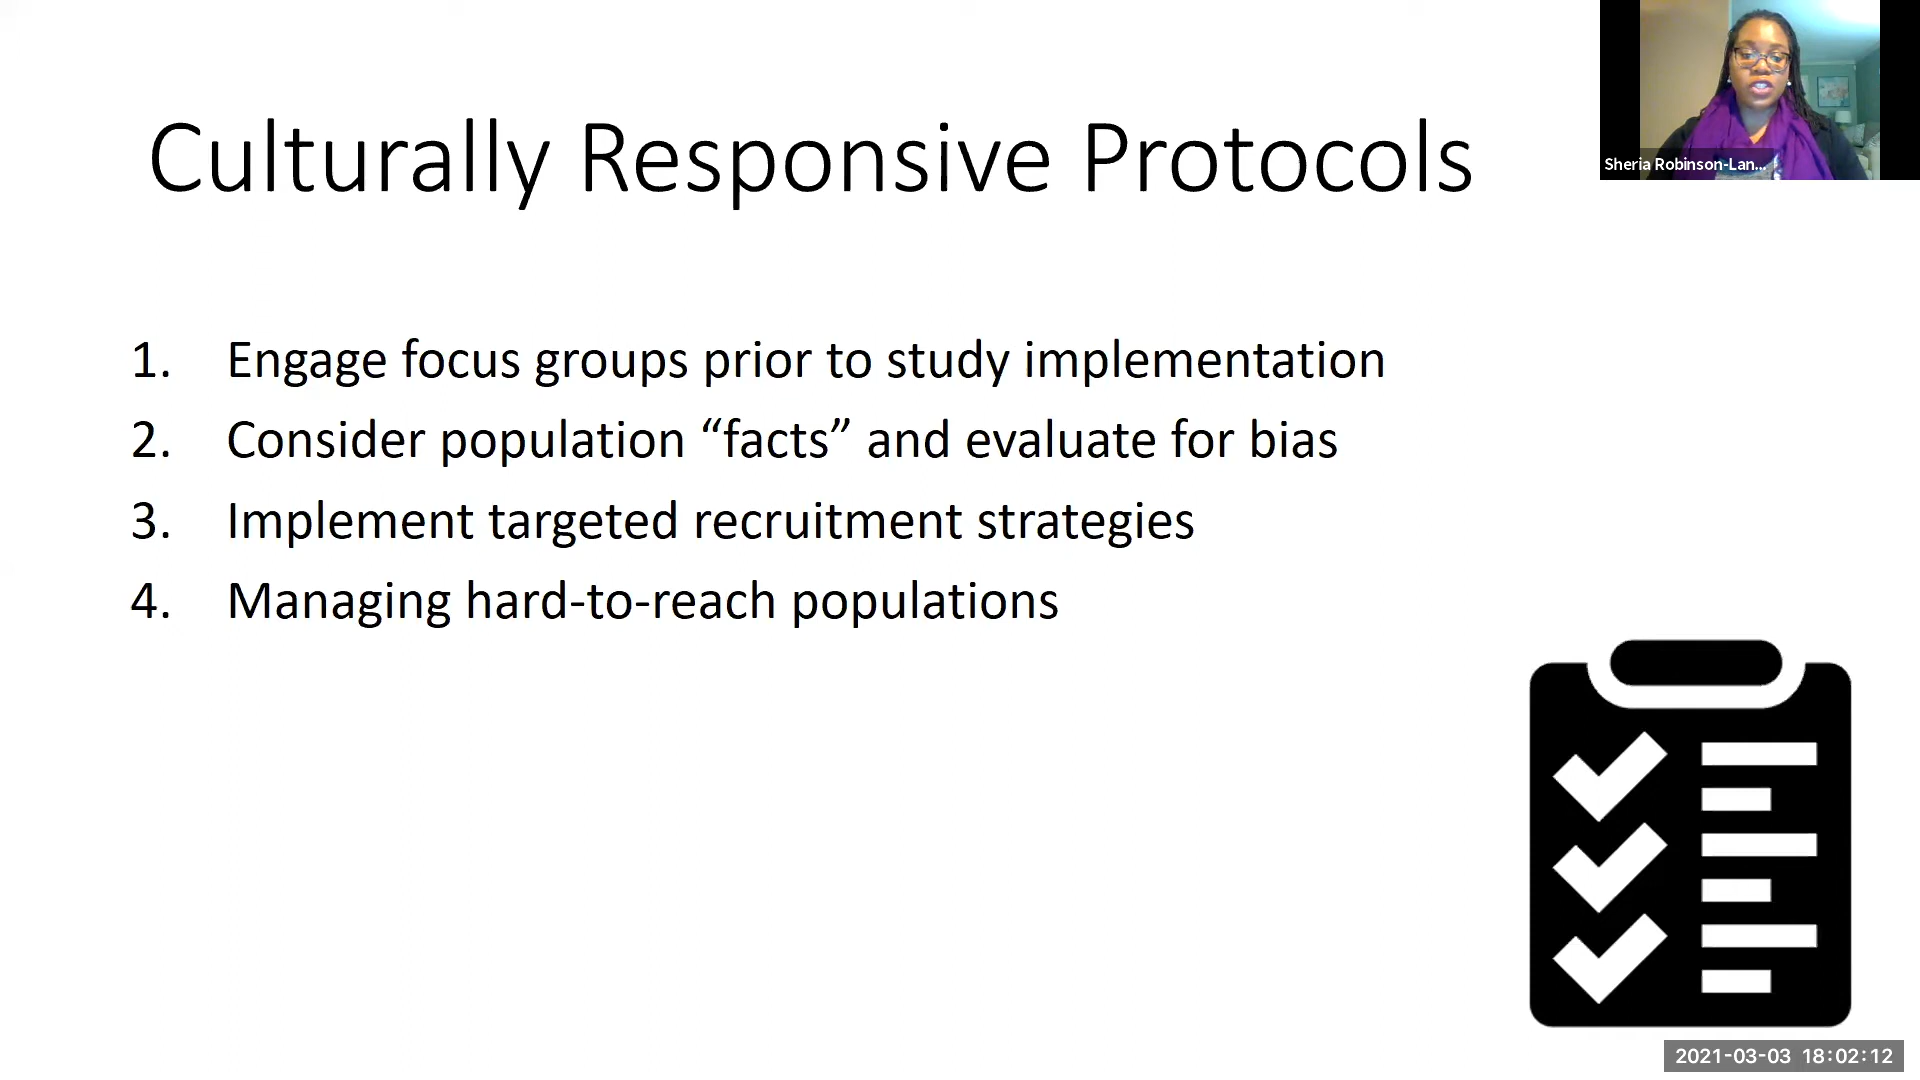 Culturally Responsive Protocols
Sheria Robinson-Lan...
1. Engage focus groups prior to study implementation
2. Consider population “facts” and evaluate for bias
3. Implement targeted recruitment strategies
4. Managing hard-to-reach populations
2021-03-03 18:02:12